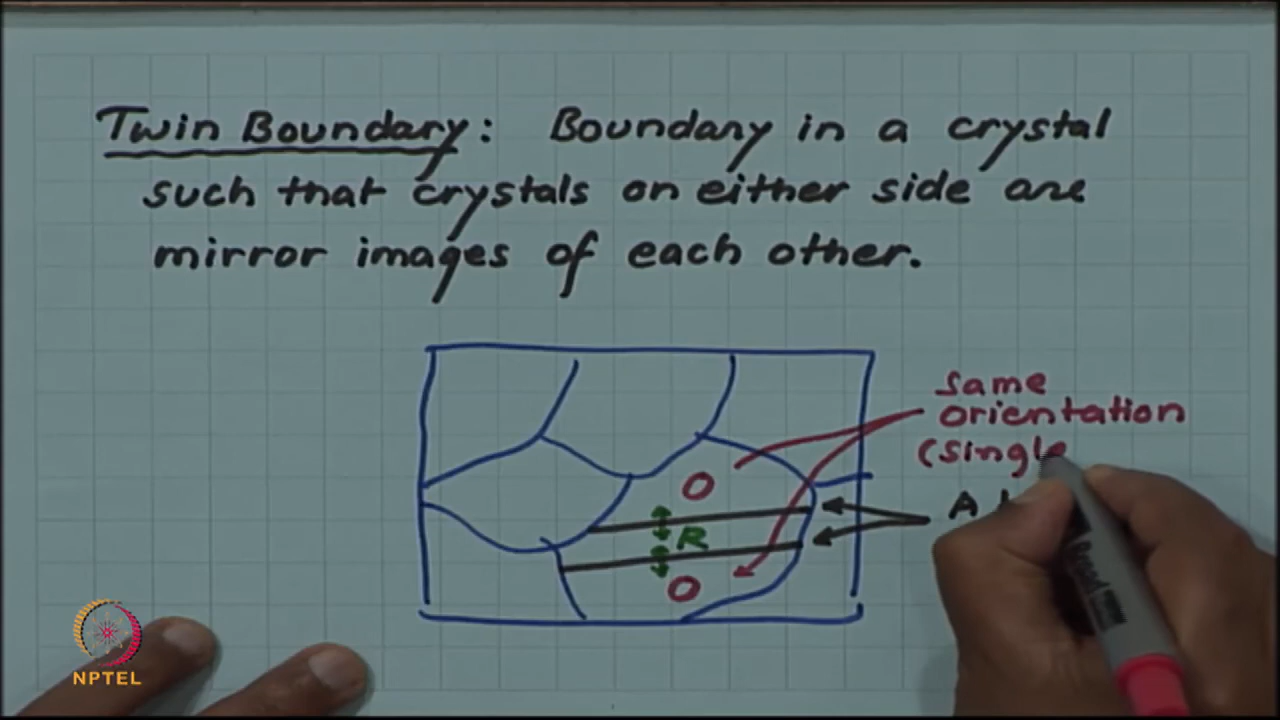 Twin Boundary: Boundary in a crystal
such that crystals on either side are
mirror images of each other.
same
orientation
(single
A
O
R
O
NPTEL